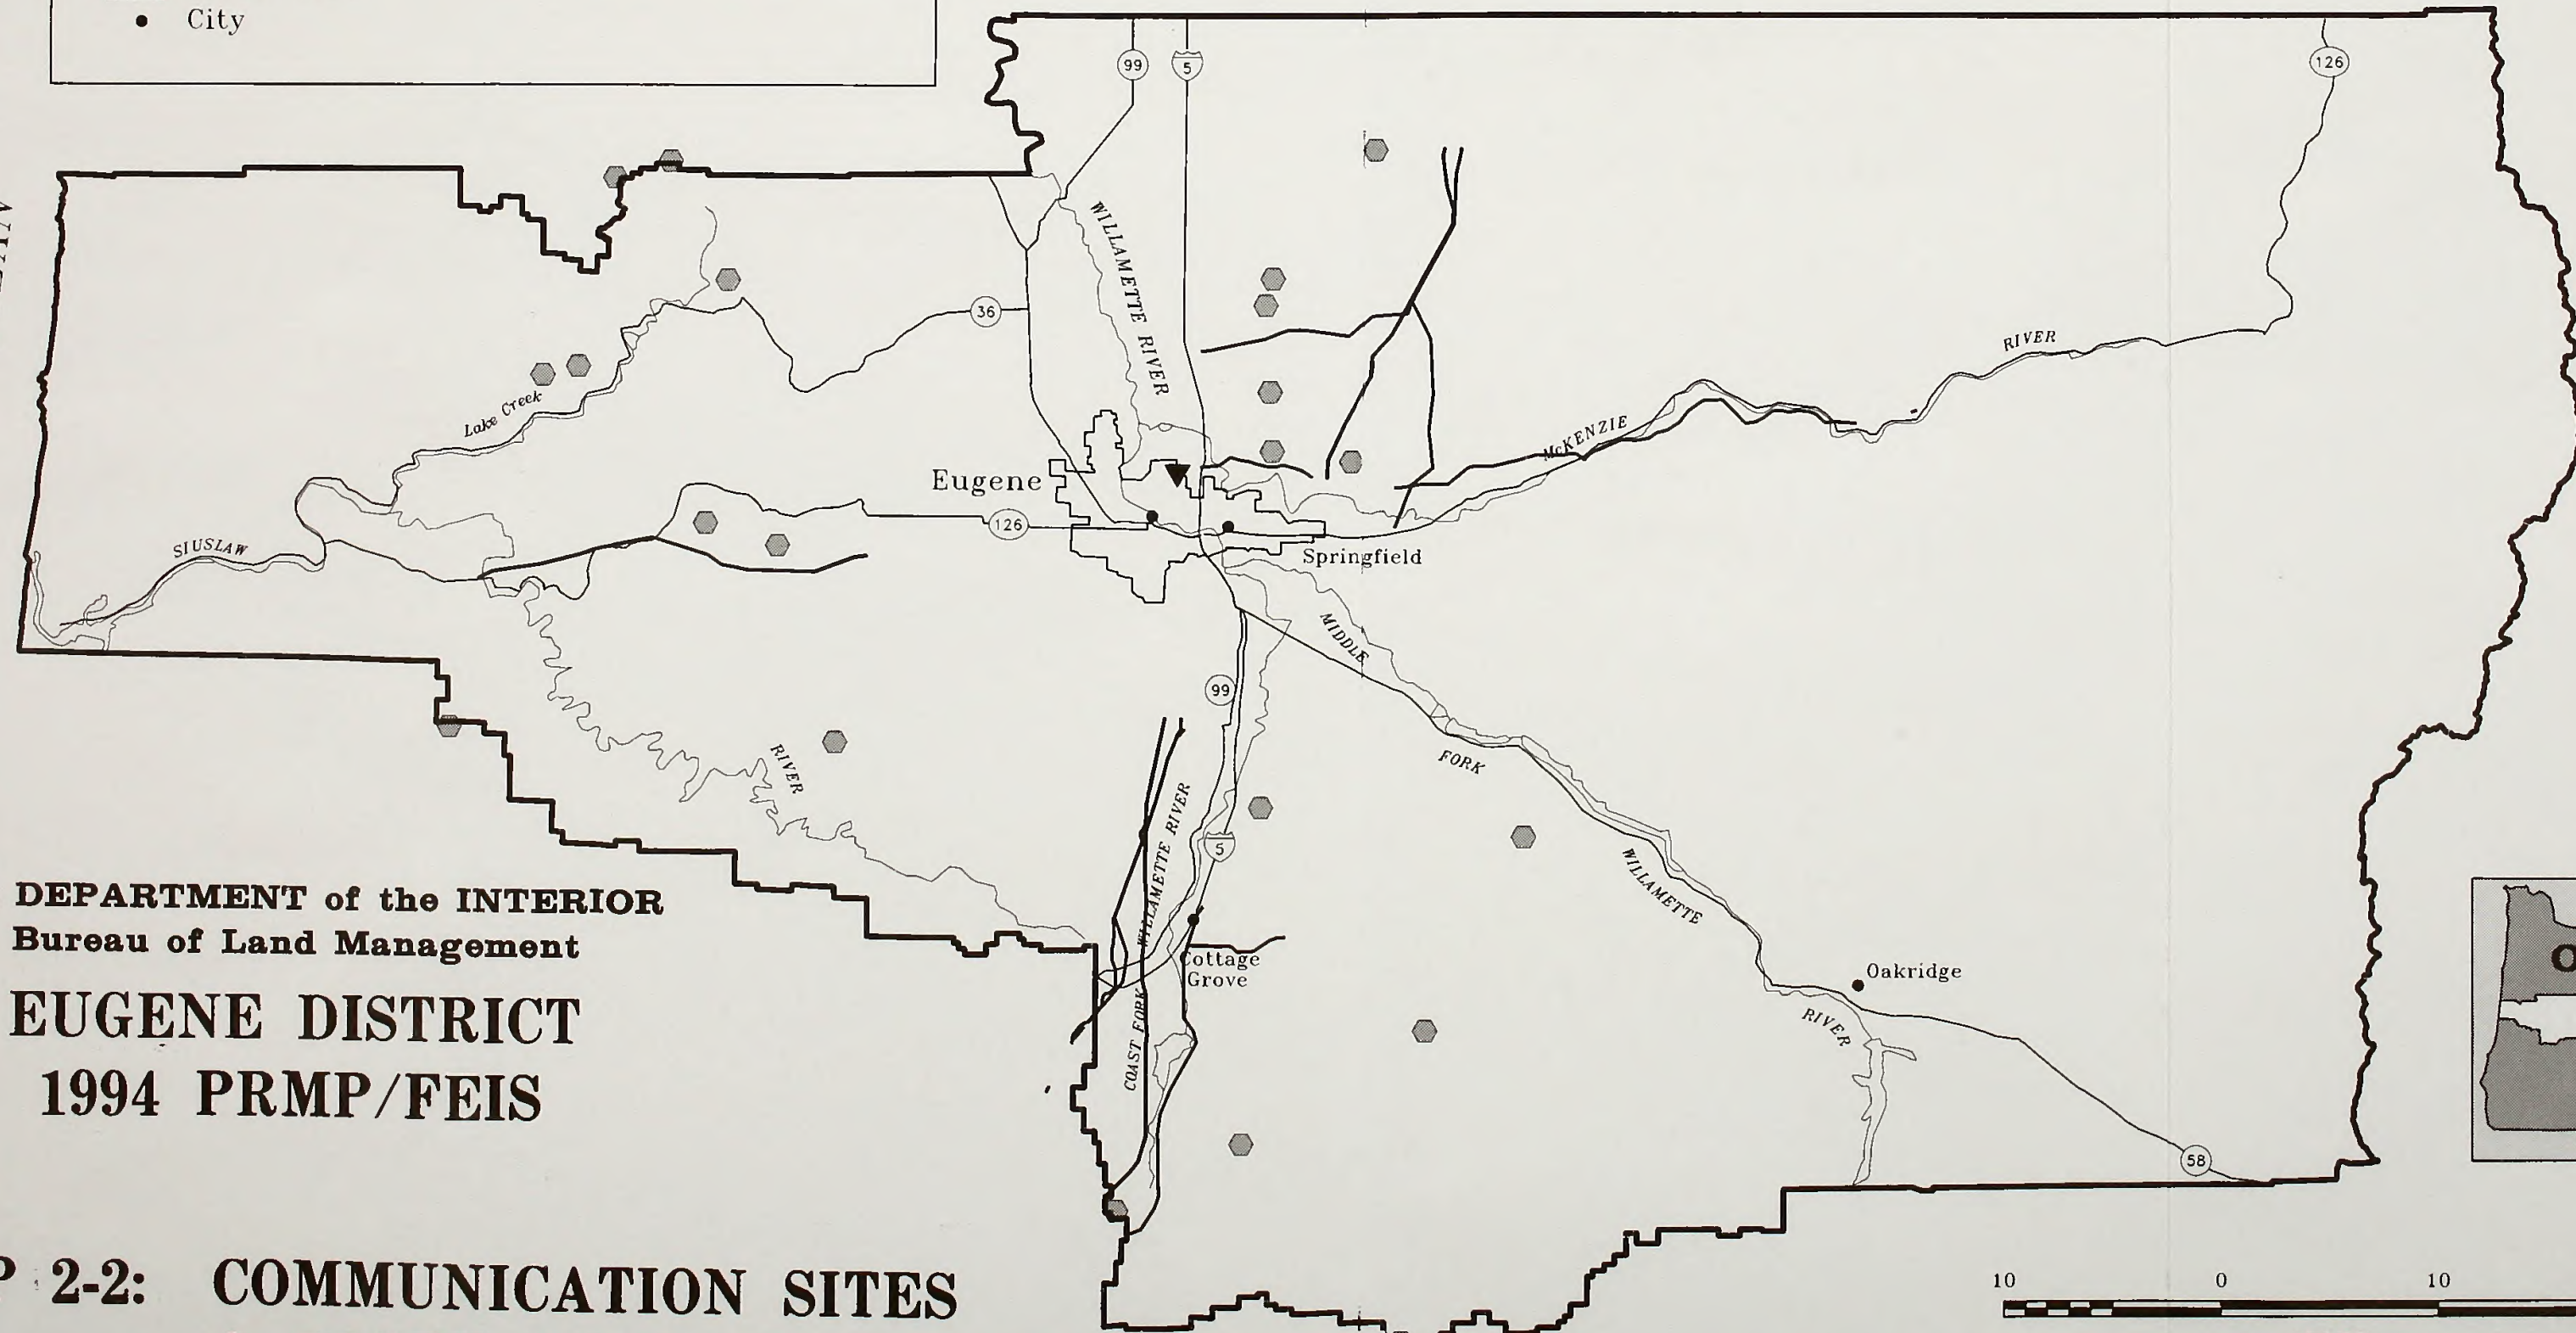 City
99
5
126
36
WILLAMETTE RIVER
RIVER
Lake Creek
McKENZIE
Eugene
126
Springfield
SIUSLAW
MIDDLE
99
FORK
RIVER
WILLAMETTE RIVER
5
WILLAMETTE
DEPARTMENT of the INTERIOR
Bureau of Land Management
Cottage
Grove
Oakridge
EUGENE DISTRICT
COAST FORK
RIVER
1994 PRMP/FEIS
58
2-2: COMMUNICATION SITES
10 0 10